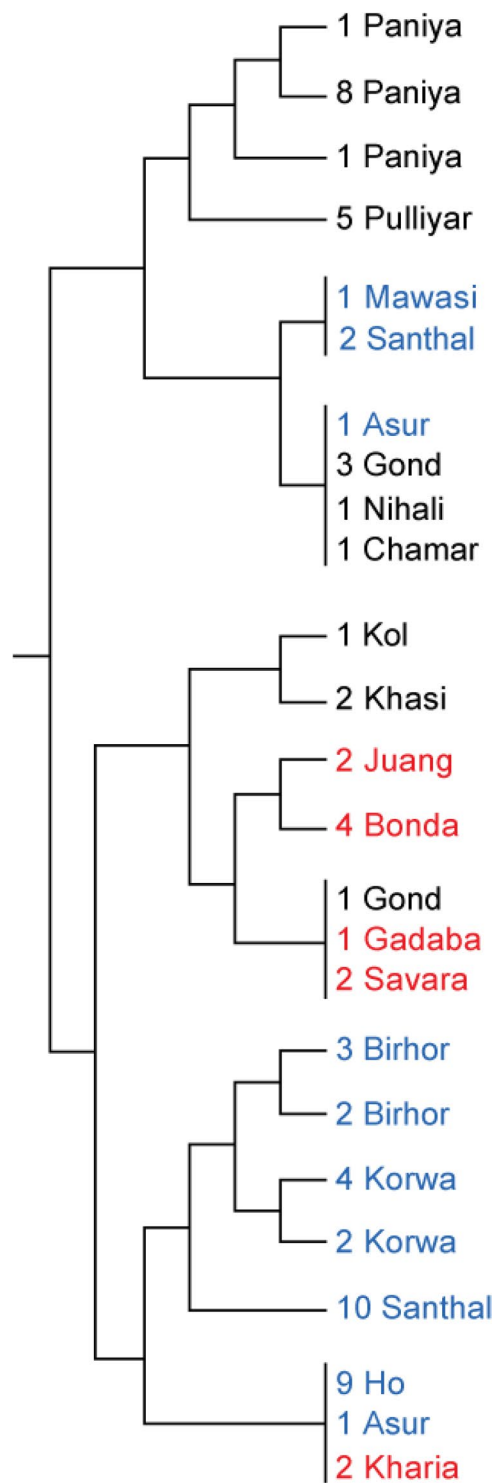 1 Paniya
8 Paniya
1 Paniya
5 Pulliyar
1 Mawasi
2 Santhal
1 Asur
3 Gond
1 Nihali
1 Chamar
1 Kol
2 Khasi
2 Juang
4 Bonda
1 Gond
1 Gadaba
2 Savara
3 Birhor
2 Birhor
4 Korwa
2 Korwa
10 Santhal
9 Ho
1 Asur
2 Kharia